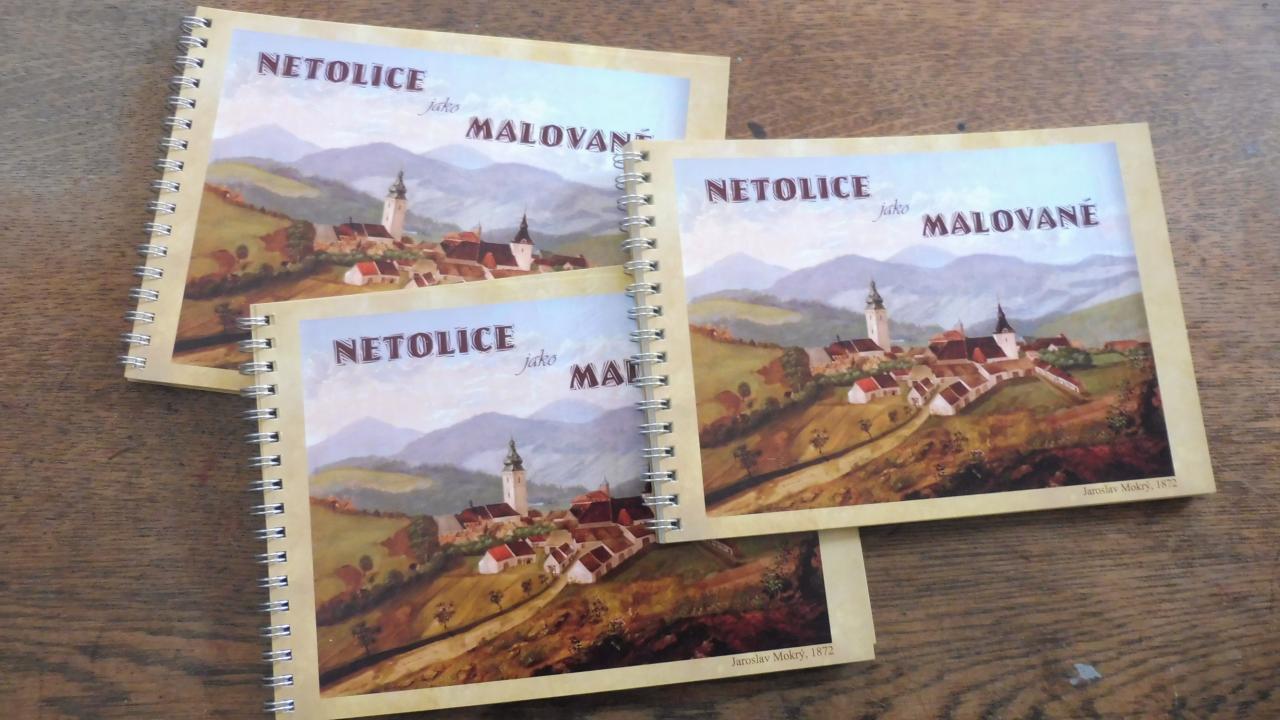 NETOLICE
jako
MALOVANÉ
NETOLICE
jako
MALOVANÉ
Jaroslav Mokrý, 1872
NETOLICE
jako
Jaroslav Mokrý, 1872